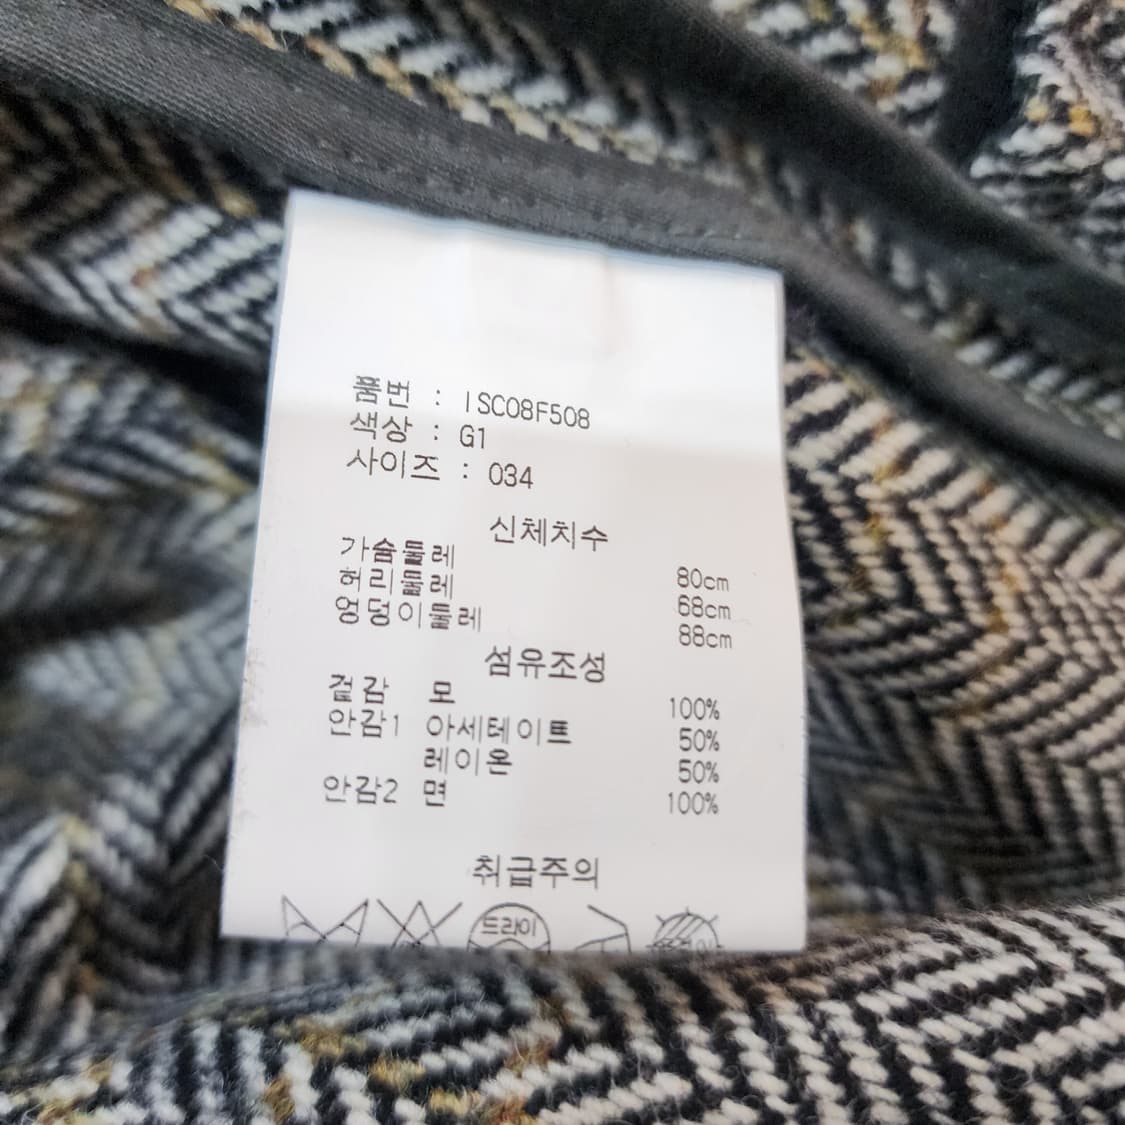 품번 : ISC08F508
색상 : G1
사이즈 : 034
신체치수
가슴둘레 80cm
허리둘레 68cm
엉덩이둘레 88cm
섬유조성
겉감 모 100%
안감1 아세테이트 50%
레이온 50%
안감2 면 100%
취급주의
드라이